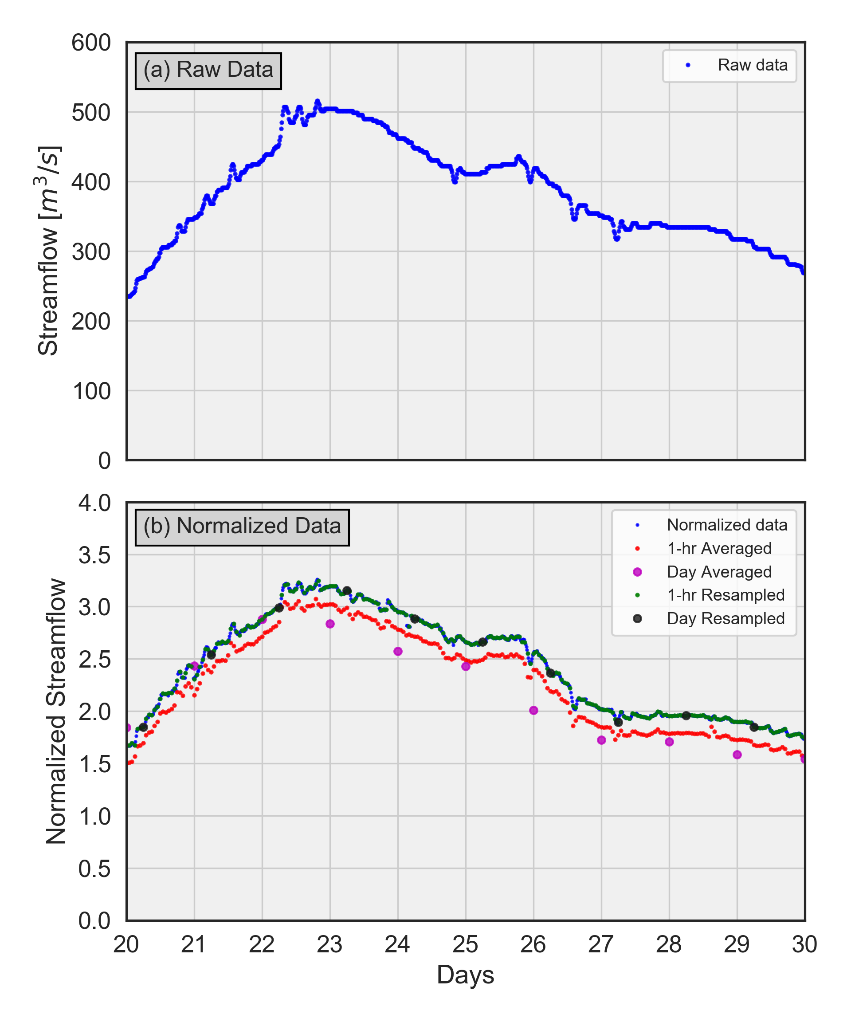 600
(a) Raw Data
Raw data
500
400
300
200
100
0
Streamflow [m³/s]
4.0
(b) Normalized Data
Normalized data
1-hr Averaged
Day Averaged
1-hr Resampled
Day Resampled
3.5
3.0
2.5
2.0
1.5
1.0
0.5
0.0
Normalized Streamflow
20 21 22 23 24 25 26 27 28 29 30
Days